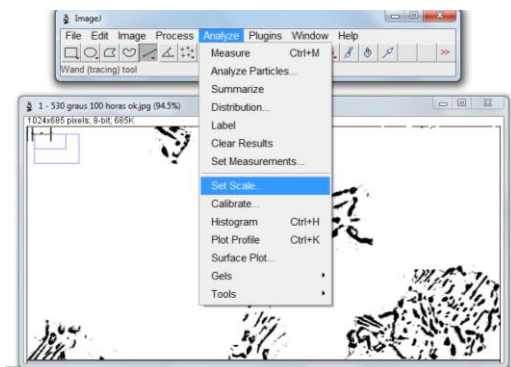 ImageJ
File Edit Image Process Analyze Plugins Window Help
Wand (tracing) tool
Measure Ctrl+M
Analyze Particles...
Summarize
Distribution...
Label
Clear Results
Set Measurements...
Set Scale...
Calibrate...
Histogram Ctrl+H
Plot Profile Ctrl+K
Surface Plot...
Gels
Tools
1 - 530 graus 100 horas ok.jpg (94.5%)
1024x685 pixels; 8-bit; 685K